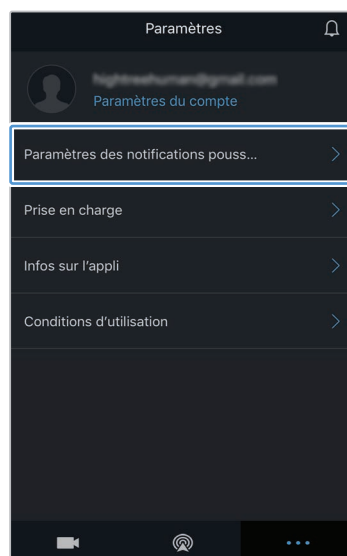 Paramètres
Paramètres du compte
Paramètres des notifications pouss...
Prise en charge
Infos sur l'appli
Conditions d'utilisation